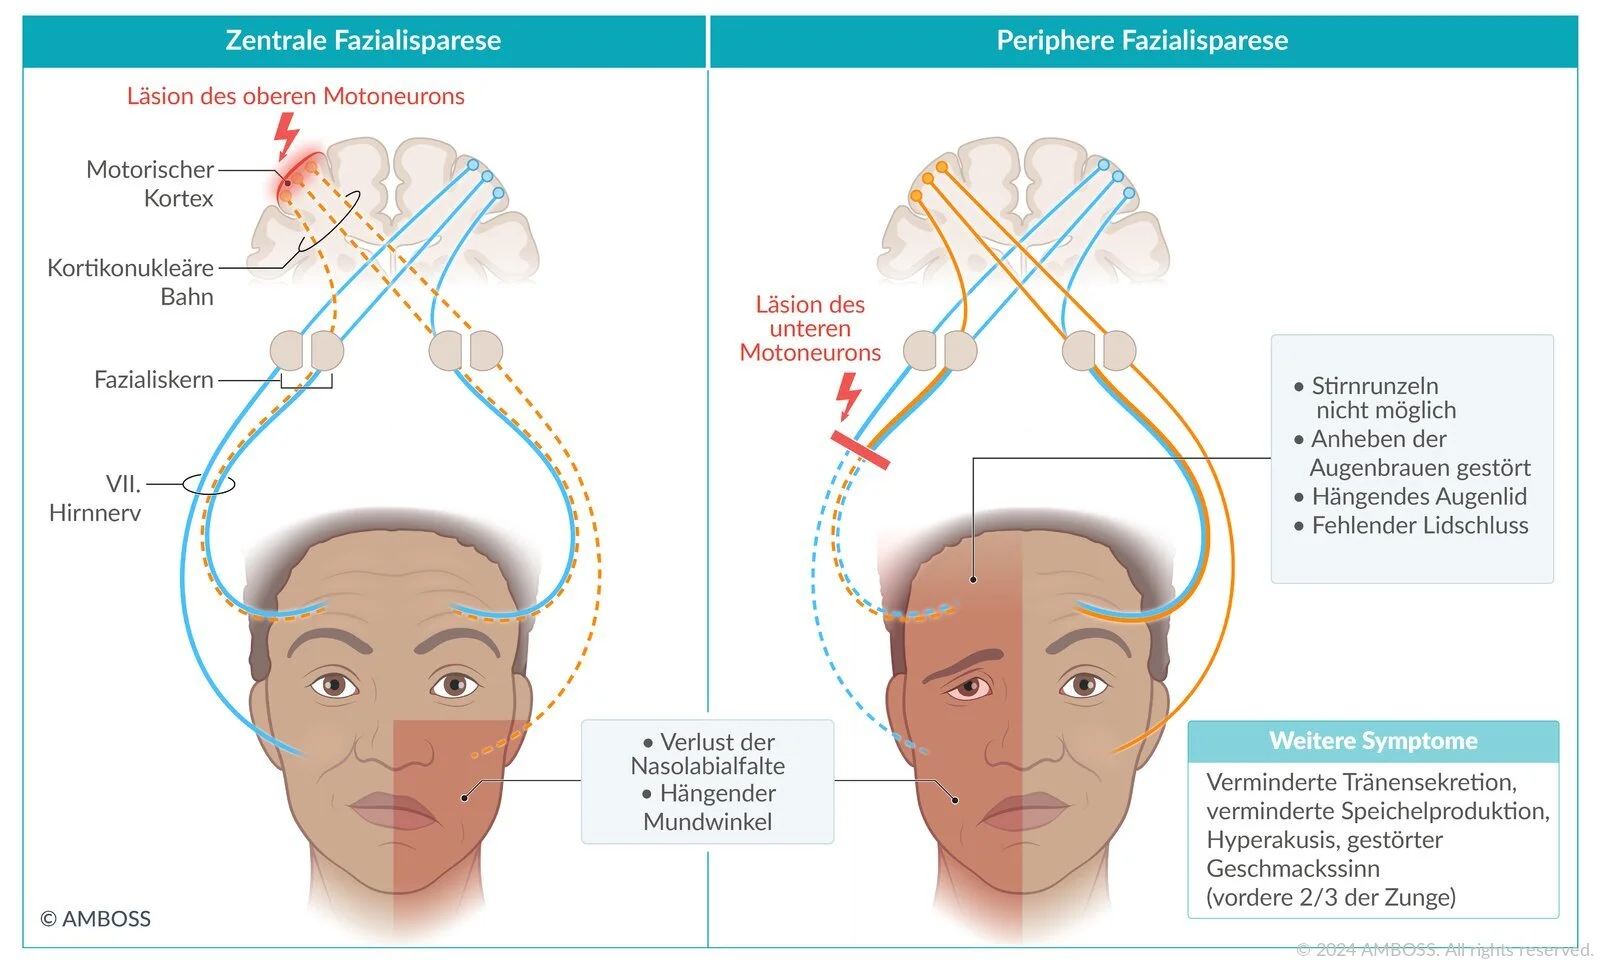 Zentrale Fazialisparese
Periphere Fazialisparese
Läsion des oberen Motoneurons
Motorischer
Kortex
Kortikonukleäre
Bahn
Fazialiskern
VII.
Hirnnerv
Läsion des
unteren
Motoneurons
• Stirnrunzeln
nicht möglich
• Anheben der
Augenbrauen gestört
• Hängendes Augenlid
• Fehlender Lidschluss
• Verlust der
Nasolabialfalte
• Hängender
Mundwinkel
Weitere Symptome
Verminderte Tränensekretion,
verminderte Speichelproduktion,
Hyperakusis, gestörter
Geschmackssinn
(vordere 2/3 der Zunge)
© AMBOSS
© 2024 AMBOSS. All rights reserved.